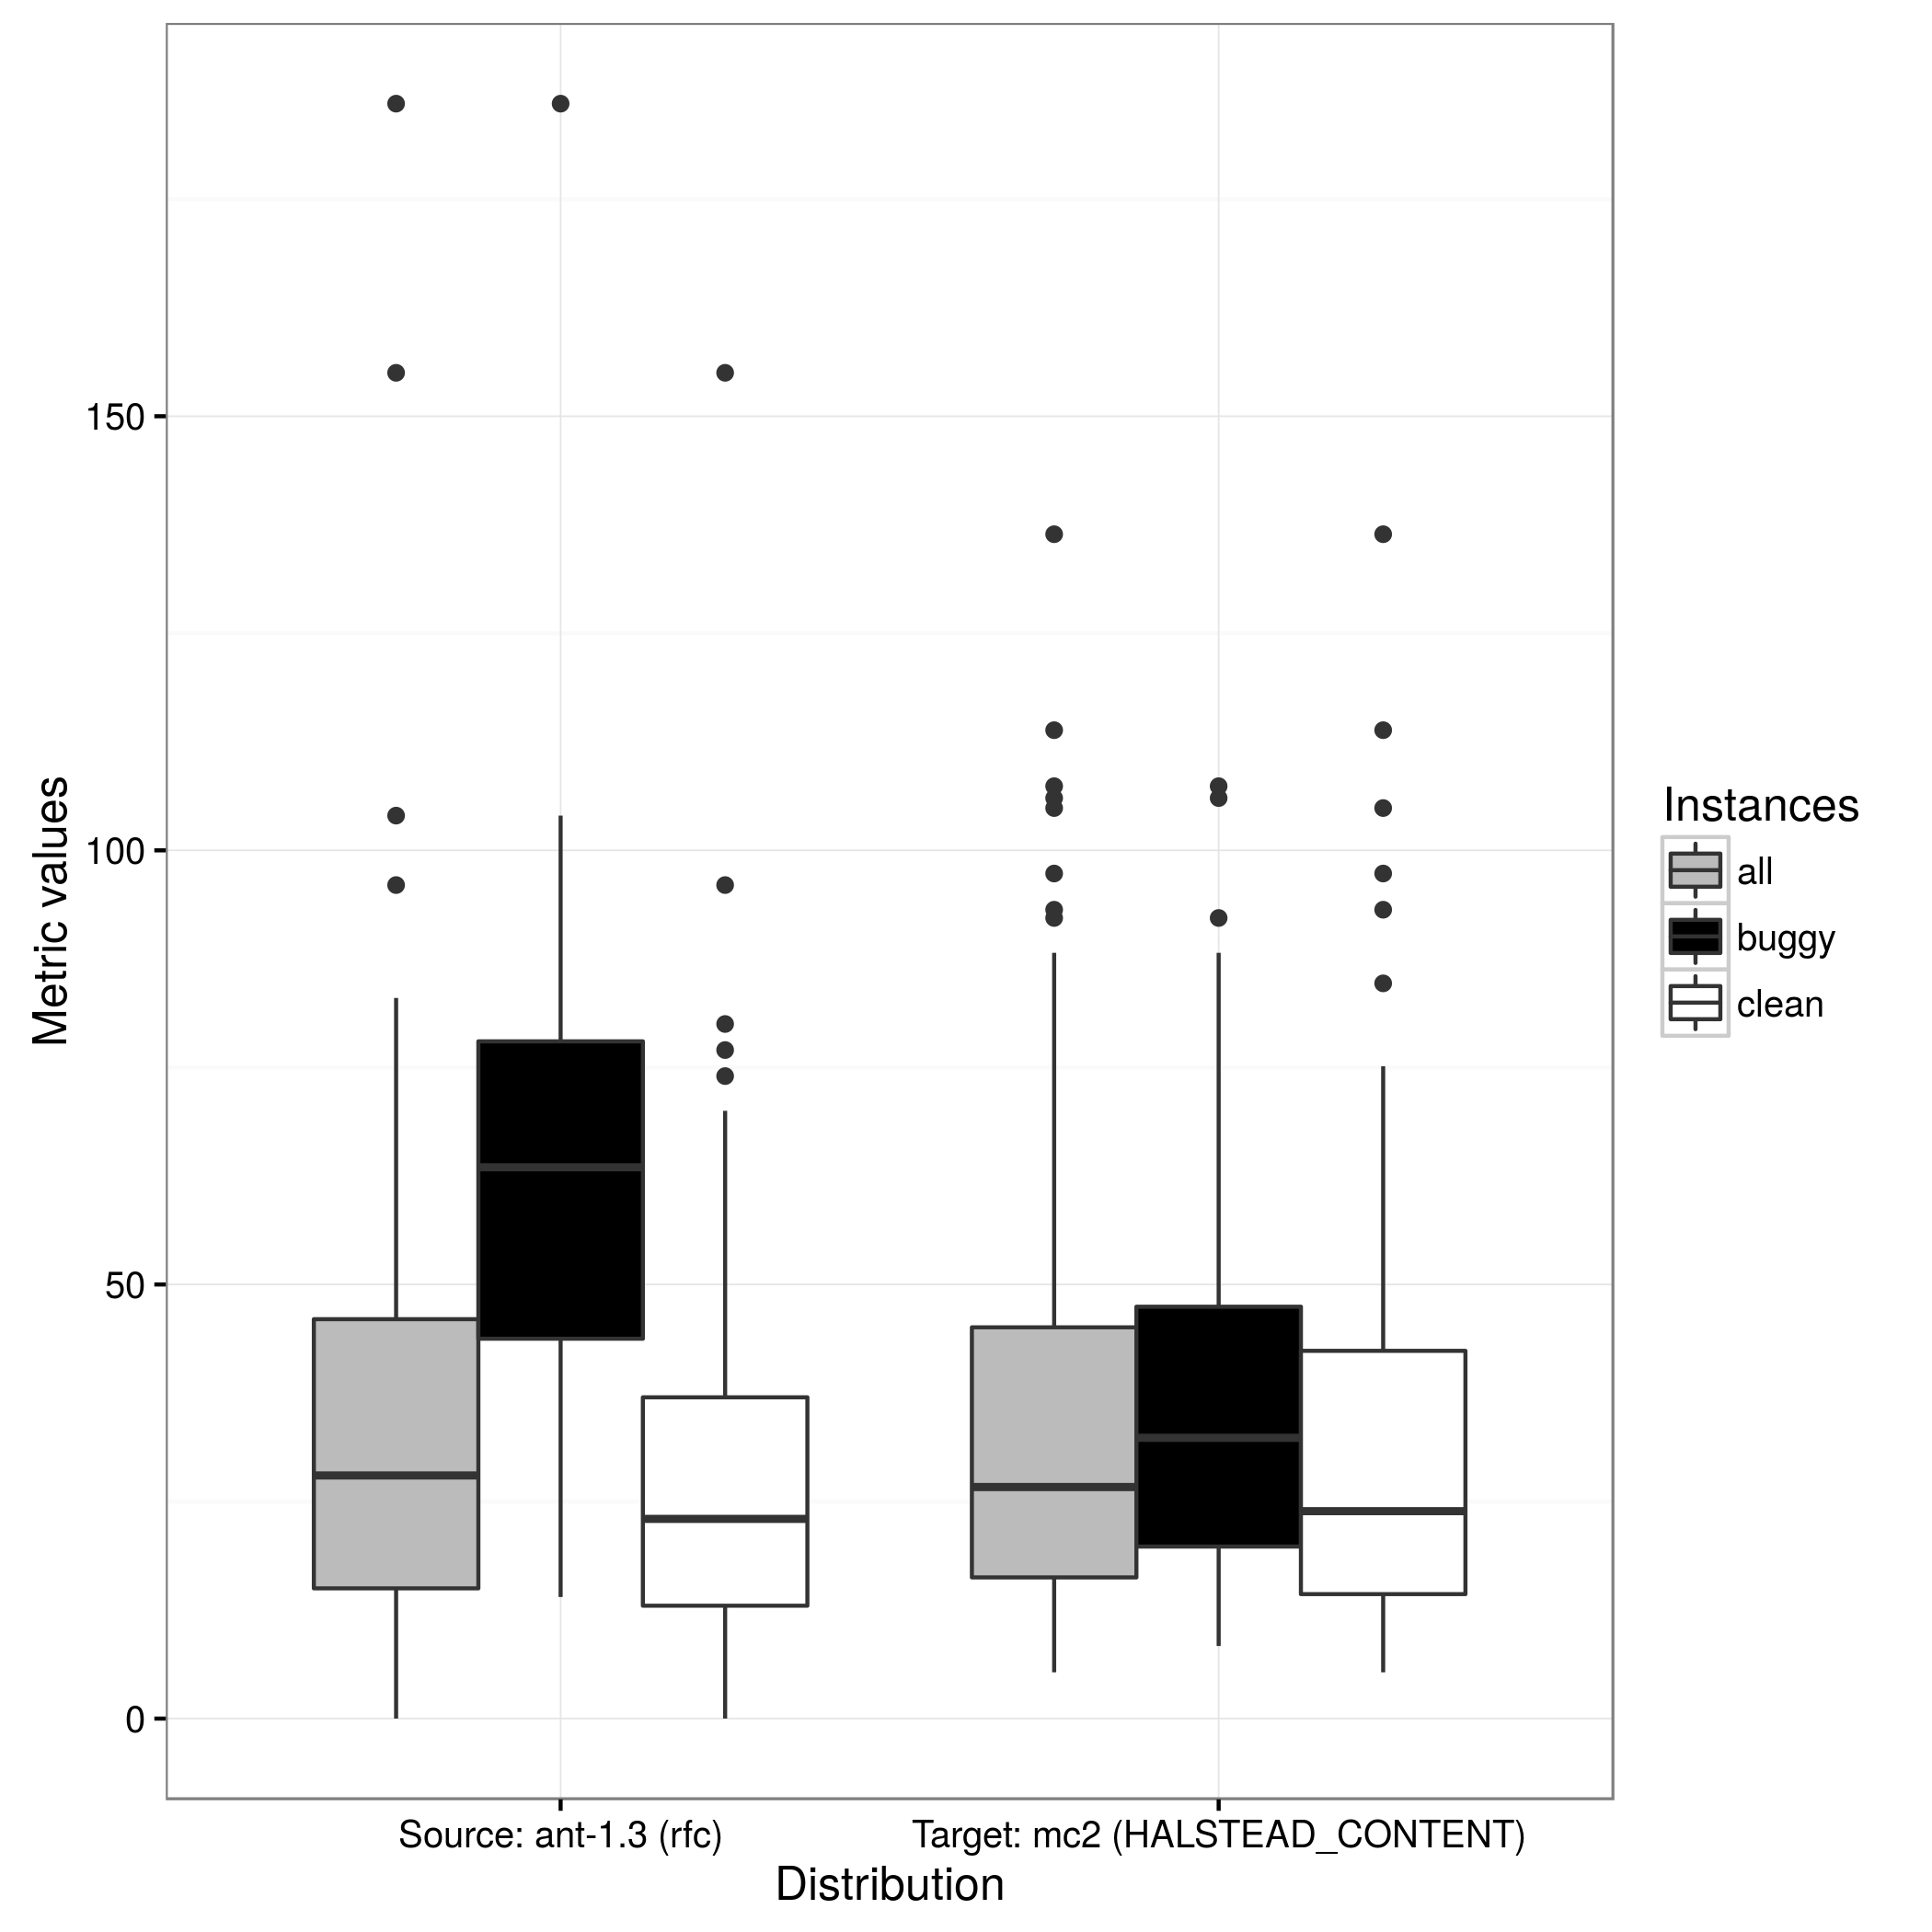 Metric values
150
100
50
0
Source: ant-1.3 (rfc)
Target: mc2 (HALSTEAD_CONTENT)
Distribution
Instances
all
buggy
clean